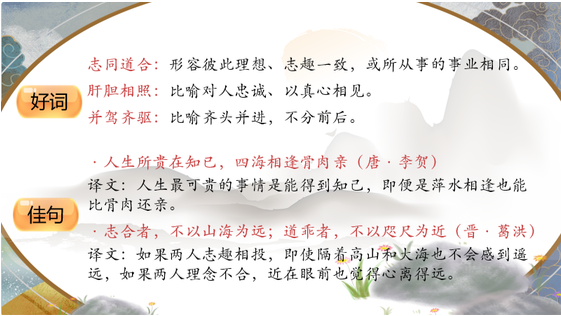 好词
志同道合：形容彼此理想、志趣一致，或所从事的事业相同。
肝胆相照：比喻对人忠诚、以真心相见。
并驾齐驱：比喻齐头并进，不分前后。
佳句
·人生所贵在知已，四海相逢骨肉亲（唐·李贺）
译文：人生最可贵的事情是能得到知己，即便是萍水相逢也能
比骨肉还亲。
·志合者，不以山海为远；道乖者，不以咫尺为近（晋·葛洪）
译文：如果两人志趣相投，即使隔着高山和大海也不会感到遥
远，如果两人理念不合，近在眼前也觉得心离得远。